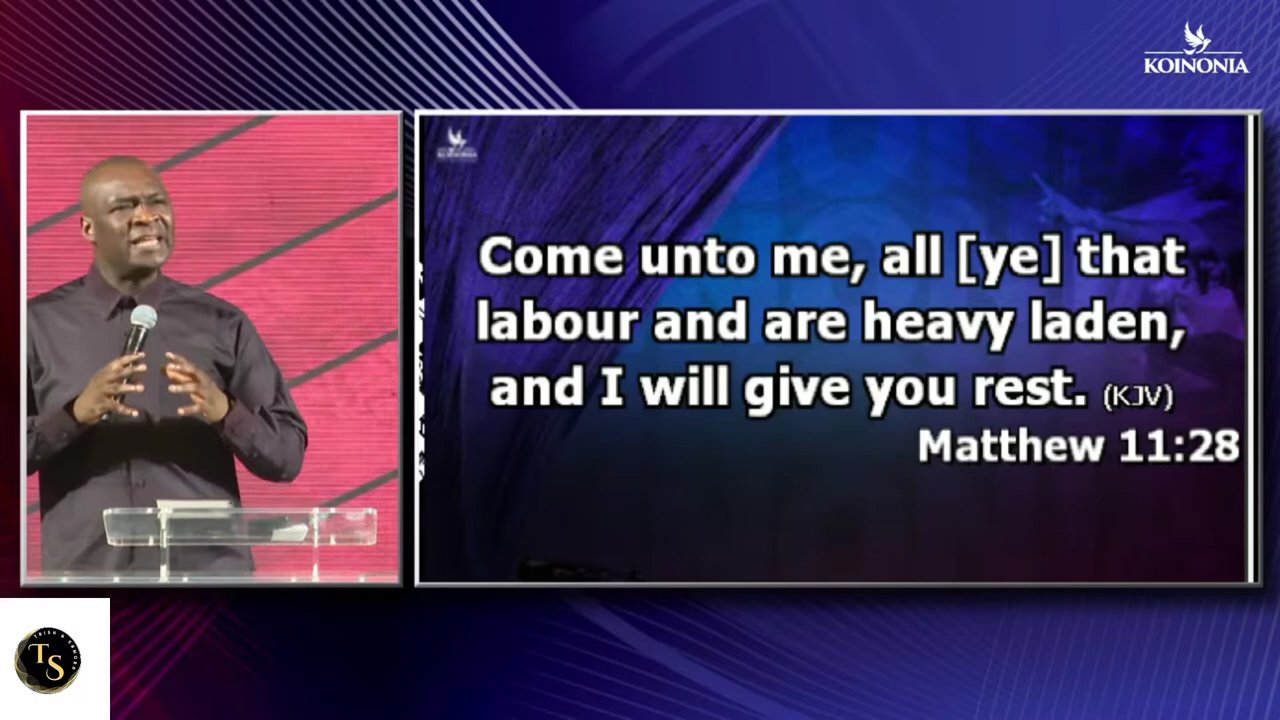 KOINONIA
KOINONIA
Come unto me, all [ye] that
labour and are heavy laden,
and I will give you rest. (KJV)
Matthew 11:28
TS